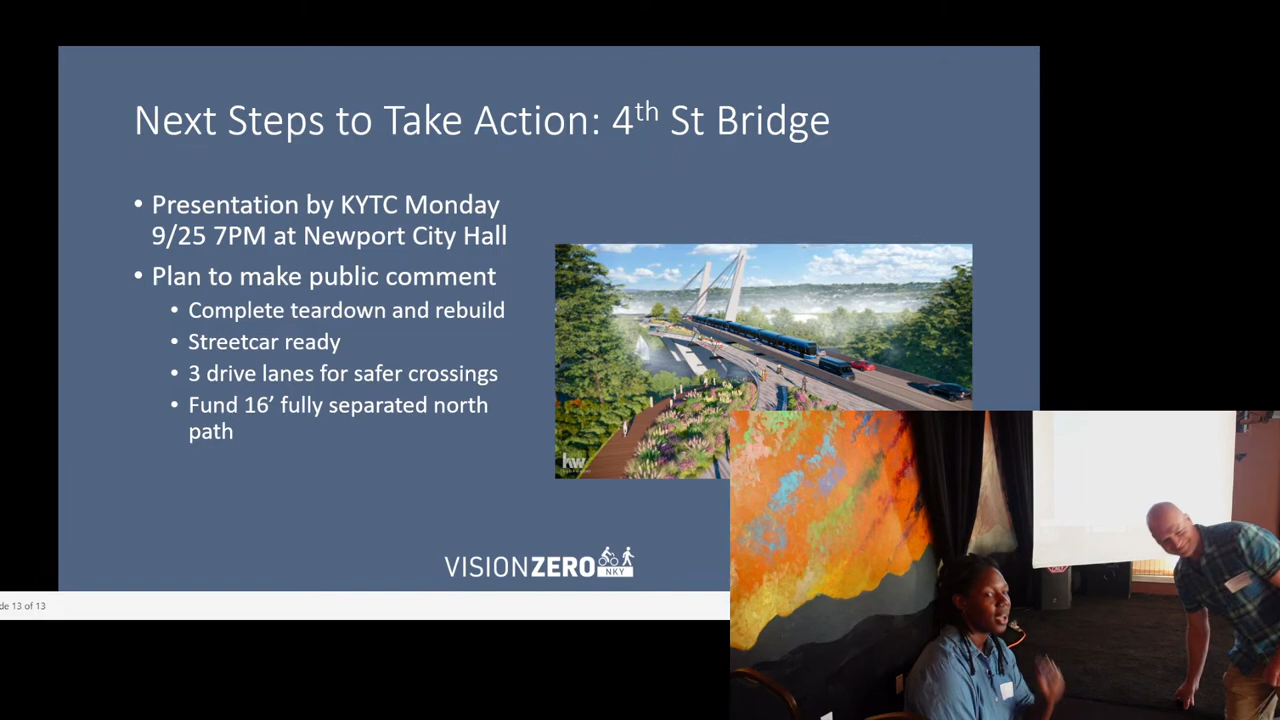 Next Steps to Take Action: 4th St Bridge
• Presentation by KYTC Monday
9/25 7PM at Newport City Hall
• Plan to make public comment
• Complete teardown and rebuild
• Streetcar ready
• 3 drive lanes for safer crossings
• Fund 16’ fully separated north
path
hw
VISIONZERO
NKY
de 13 of 13